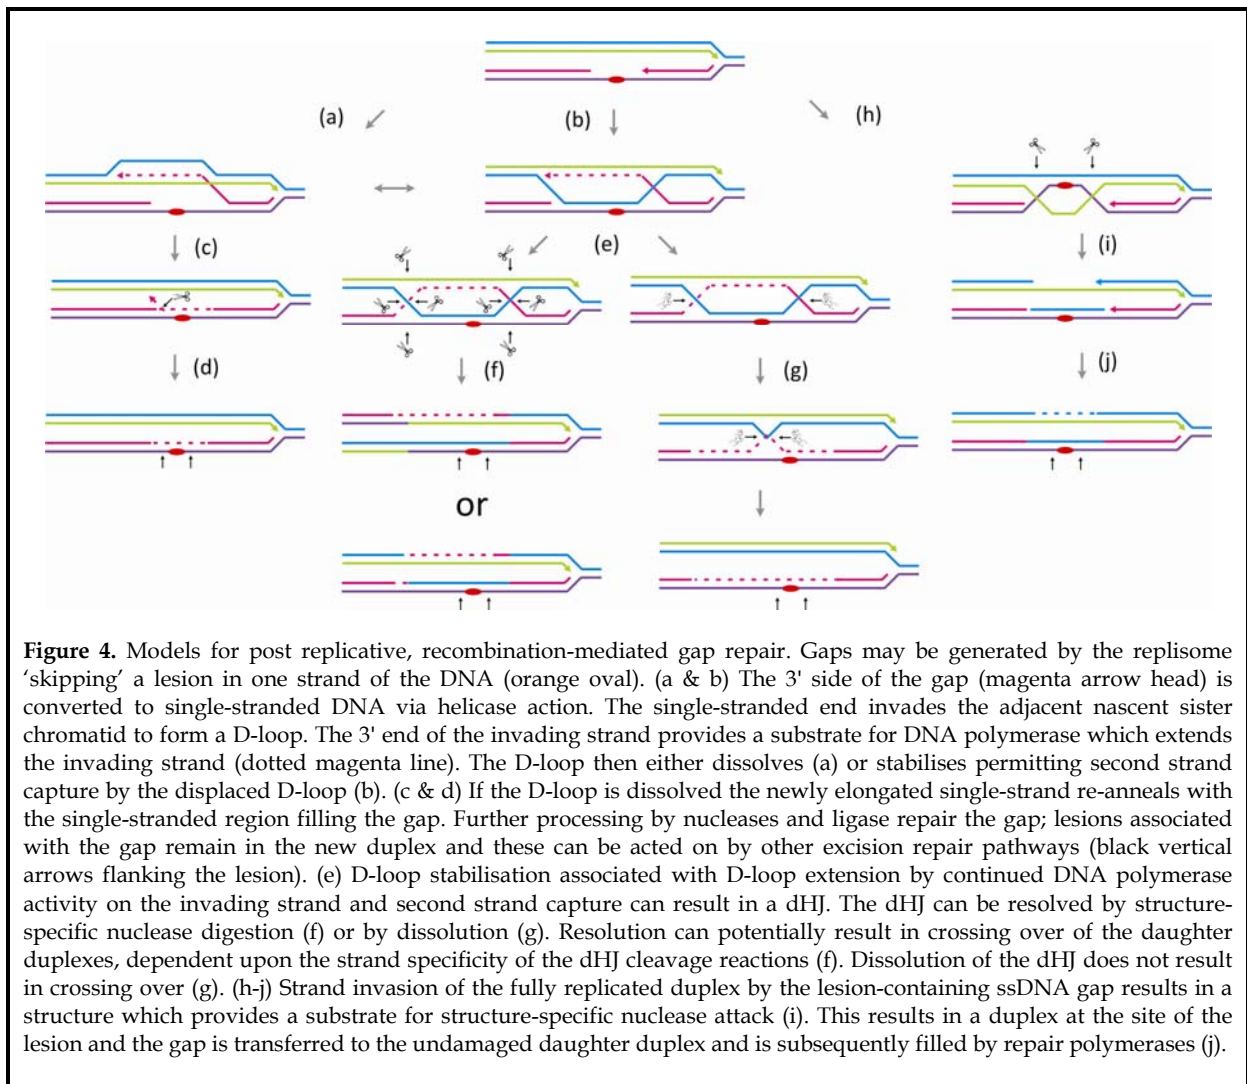 (a)
(b)
(h)
(c)
(e)
(i)
(d)
(f)
(g)
(j)
or
Figure 4. Models for post replicative, recombination-mediated gap repair. Gaps may be generated by the replisome
'skipping' a lesion in one strand of the DNA (orange oval). (a & b) The 3' side of the gap (magenta arrow head) is
converted to single-stranded DNA via helicase action. The single-stranded end invades the adjacent nascent sister
chromatid to form a D-loop. The 3' end of the invading strand provides a substrate for DNA polymerase which extends
the invading strand (dotted magenta line). The D-loop then either dissolves (a) or stabilises permitting second strand
capture by the displaced D-loop (b). (c & d) If the D-loop is dissolved the newly elongated single-strand re-anneals with
the single-stranded region filling the gap. Further processing by nucleases and ligase repair the gap; lesions associated
with the gap remain in the new duplex and these can be acted on by other excision repair pathways (black vertical
arrows flanking the lesion). (e) D-loop stabilisation associated with D-loop extension by continued DNA polymerase
activity on the invading strand and second strand capture can result in a dHJ. The dHJ can be resolved by structure-
specific nuclease digestion (f) or by dissolution (g). Resolution can potentially result in crossing over of the daughter
duplexes, dependent upon the strand specificity of the dHJ cleavage reactions (f). Dissolution of the dHJ does not result
in crossing over (g). (h-j) Strand invasion of the fully replicated duplex by the lesion-containing ssDNA gap results in a
structure which provides a substrate for structure-specific nuclease attack (i). This results in a duplex at the site of the
lesion and the gap is transferred to the undamaged daughter duplex and is subsequently filled by repair polymerases (j).